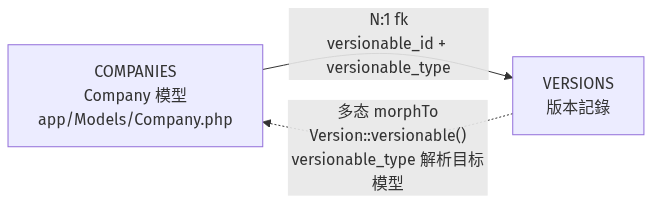 COMPANIES
Company 模型
app/Models/Company.php
N:1 fk
versionable_id +
versionable_type
多态 morphTo
Version::versionable()
versionable_type 解析目标
模型
VERSIONS
版本記錄